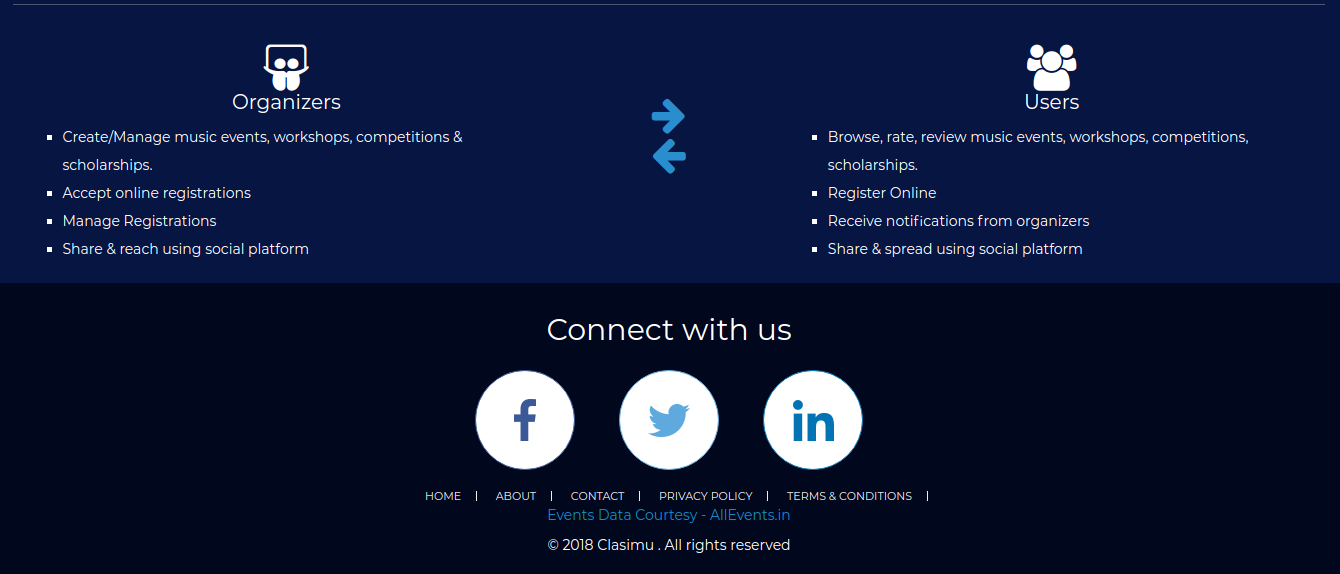 Organizers
Create/Manage music events, workshops, competitions &
scholarships.
Accept online registrations
Manage Registrations
Share & reach using social platform
Users
Browse, rate, review music events, workshops, competitions,
scholarships.
Register Online
Receive notifications from organizers
Share & spread using social platform
Connect with us
f
in
HOME | ABOUT | CONTACT | PRIVACY POLICY | TERMS & CONDITIONS |
Events Data Courtesy - AllEvents.in
© 2018 Clasimu . All rights reserved